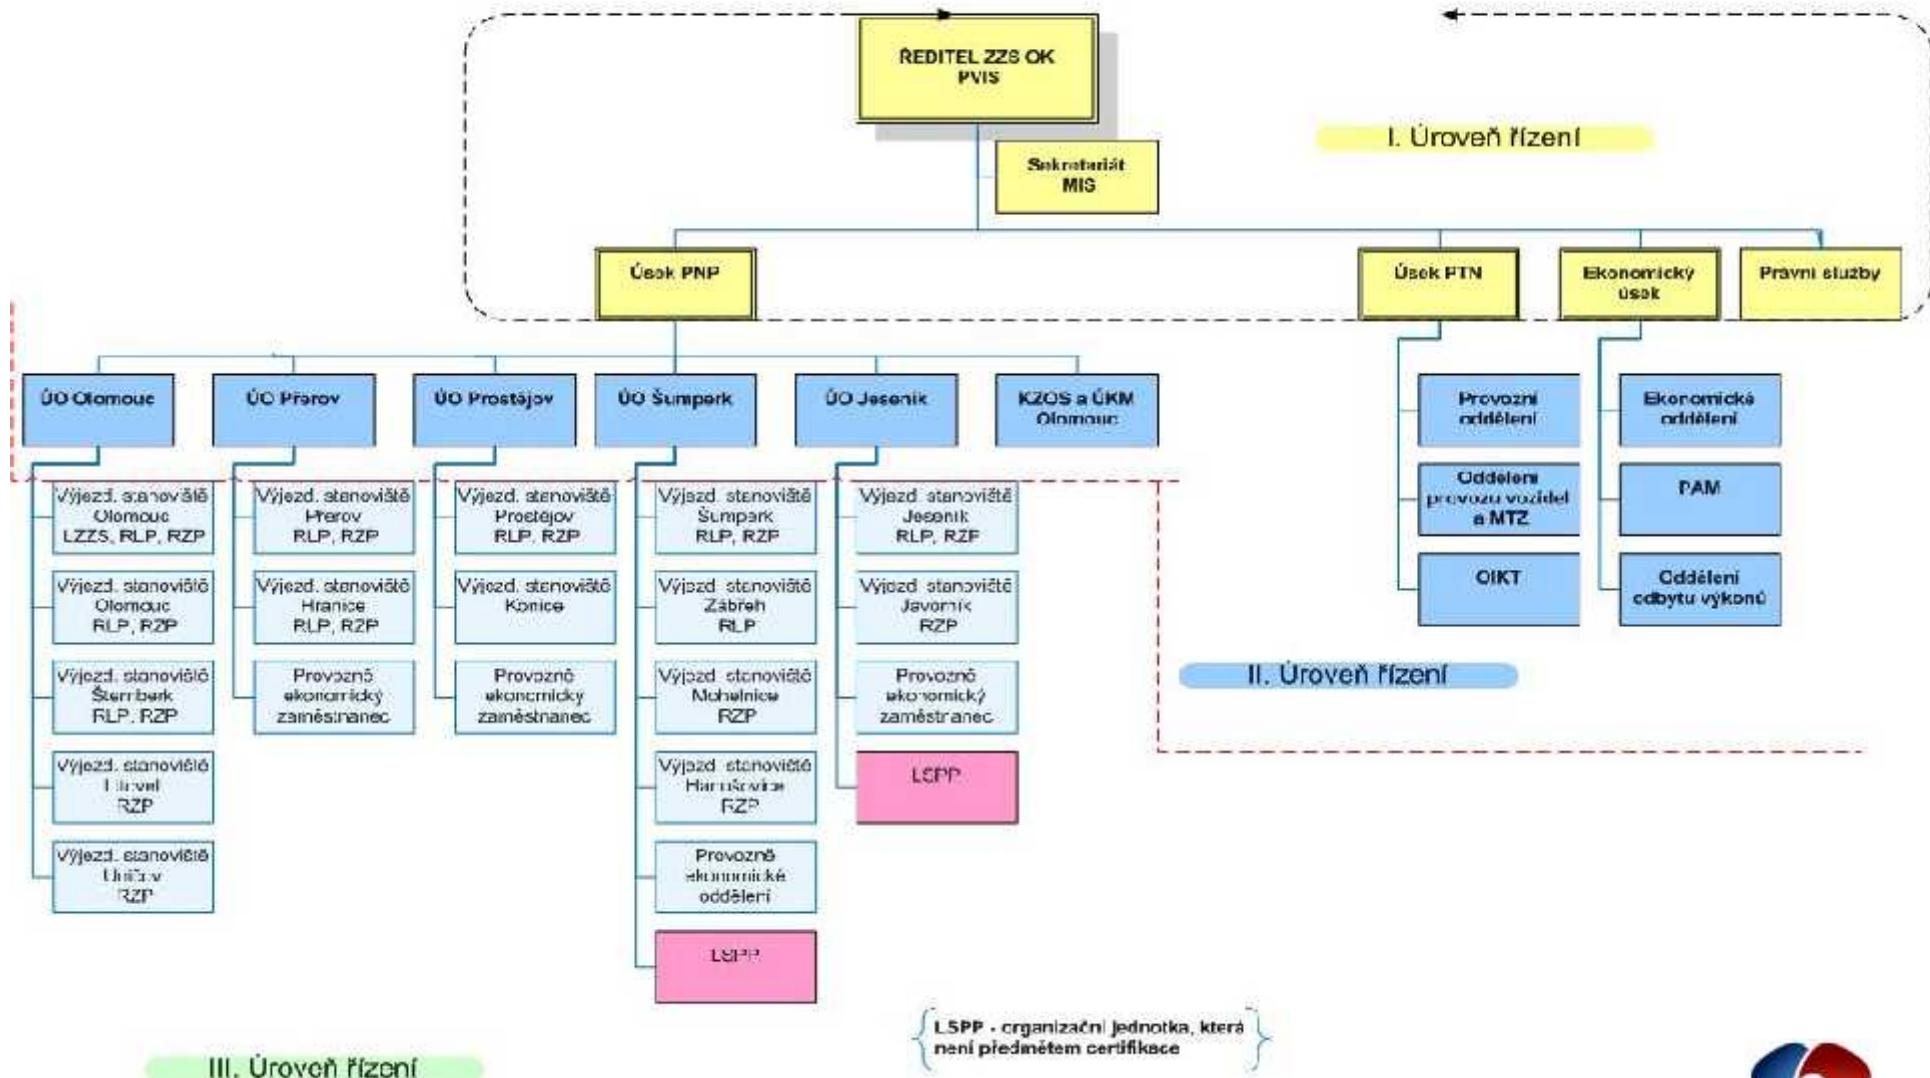 ŘEDITEL ZZS OK
PVIS
I. Úroveň řízení
Sekretariát
MIS
Úsek PNP
Úsek PTN
Ekonomický
úsek
Právní služby
ÚO Olomouc
ÚO Přerov
ÚO Prostějov
ÚO Šumperk
ÚO Jeseník
KZOS a ÚKM
Olomouc
Provozní
oddělení
Ekonomické
oddělení
Výjezd. stanoviště
Olomouc
LZZS, RLP, RZP
Výjezd. stanoviště
Přerov
RLP, RZP
Výjezd. stanoviště
Prostějov
RLP, RZP
Výjezd. stanoviště
Šumperk
RLP, RZP
Výjezd. stanoviště
Jeseník
RLP, RZP
Oddělení
provozu vozidel
a MTZ
PAM
Výjezd. stanoviště
Olomouc
RLP, RZP
Výjezd. stanoviště
Hranice
RLP, RZP
Výjezd. stanoviště
Konice
Výjezd. stanoviště
Zábřeh
RLP
Výjezd. stanoviště
Javorník
RZP
OIKT
Oddělení
odbytu výkonů
Výjezd. stanoviště
Šternberk
RLP, RZP
Provozně
ekonomický
zaměstnanec
Provozně
ekonomický
zaměstnanec
Výjezd. stanoviště
Mohelnice
RZP
Provozně
ekonomický
zaměstnanec
II. Úroveň řízení
Výjezd. stanoviště
Litovel
RZP
Výjezd. stanoviště
Hanušovice
RZP
LSPP
Výjezd. stanoviště
Uničov
RZP
Provozně
ekonomické
oddělení
LSPP
LSPP - organizační jednotka, která
není předmětem certifikace
III. Úroveň řízení